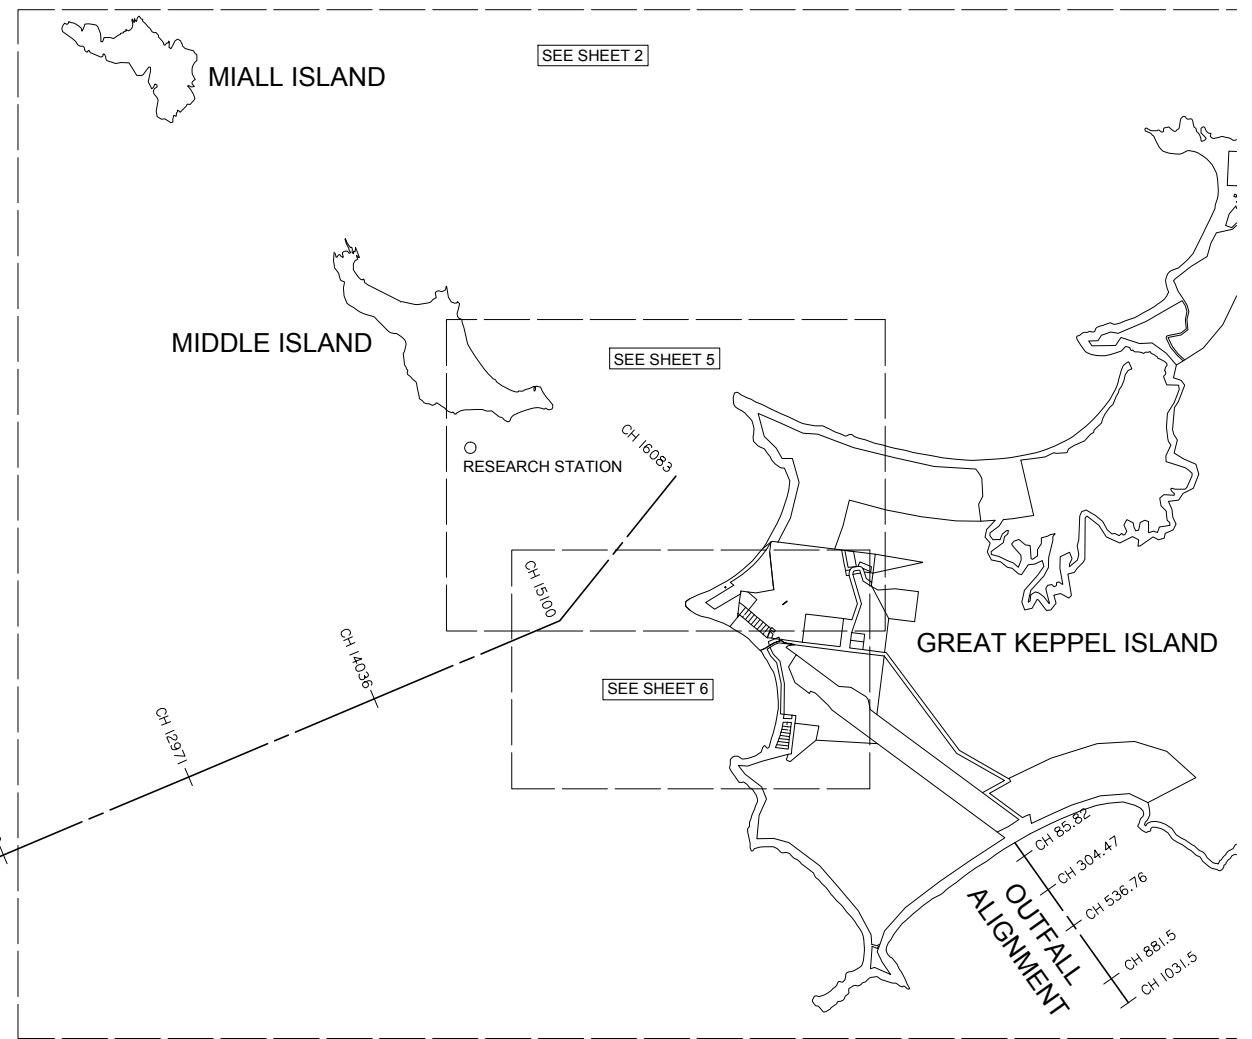 SEE SHEET 2
MIALL ISLAND
MIDDLE ISLAND
SEE SHEET 5
CH 16083
RESEARCH STATION
CH 15100
GREAT KEPPEL ISLAND
CH 14036
SEE SHEET 6
CH 12971
CH 85.82
CH 304.47
CH 536.76
OUTFALL
ALIGNMENT
CH 881.5
CH 1031.5